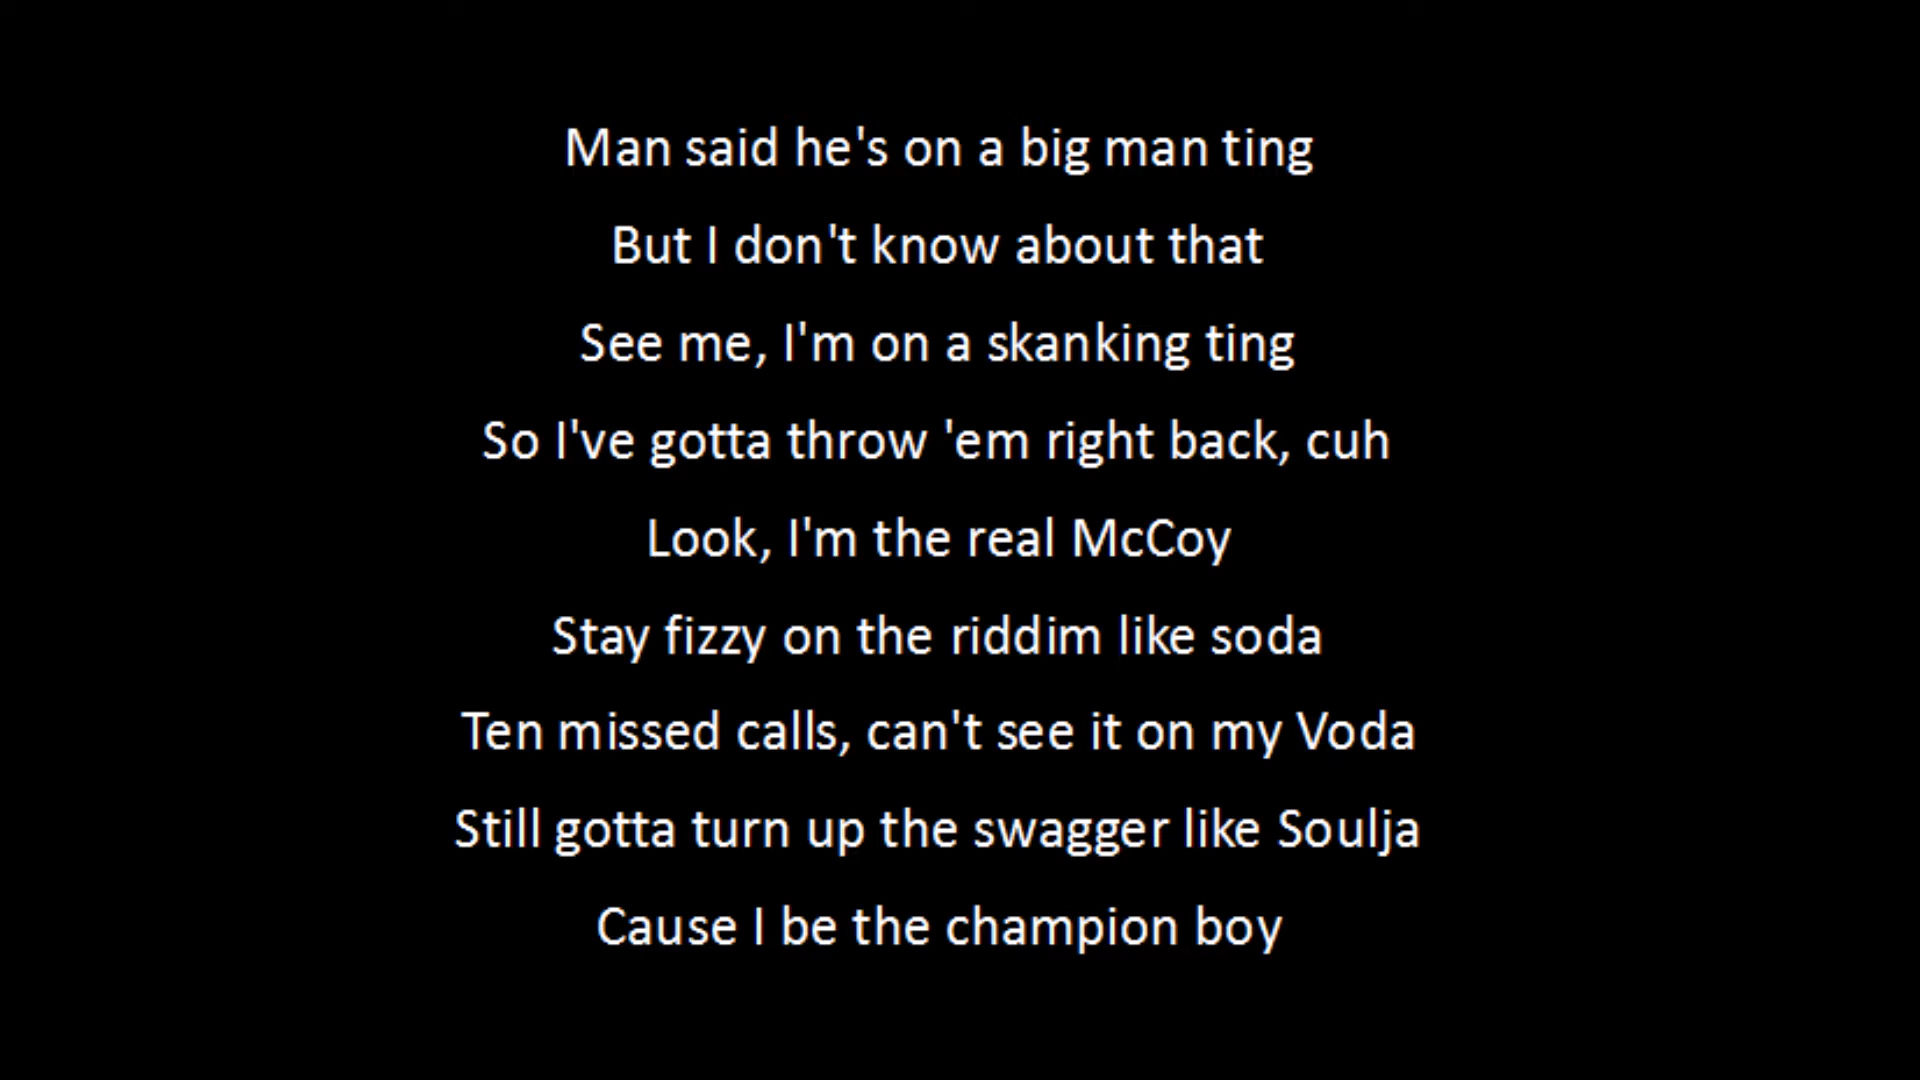 Man said he's on a big man ting
But I don't know about that
See me, I'm on a skanking ting
So I've gotta throw 'em right back, cuh
Look, I'm the real McCoy
Stay fizzy on the riddim like soda
Ten missed calls, can't see it on my Voda
Still gotta turn up the swagger like Soulja
Cause I be the champion boy